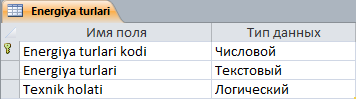 Energiya turlari
Имя поля Тип данных
Energiya turlari kodi Числовой
Energiya turlari Текстовый
Texnik holati Логический